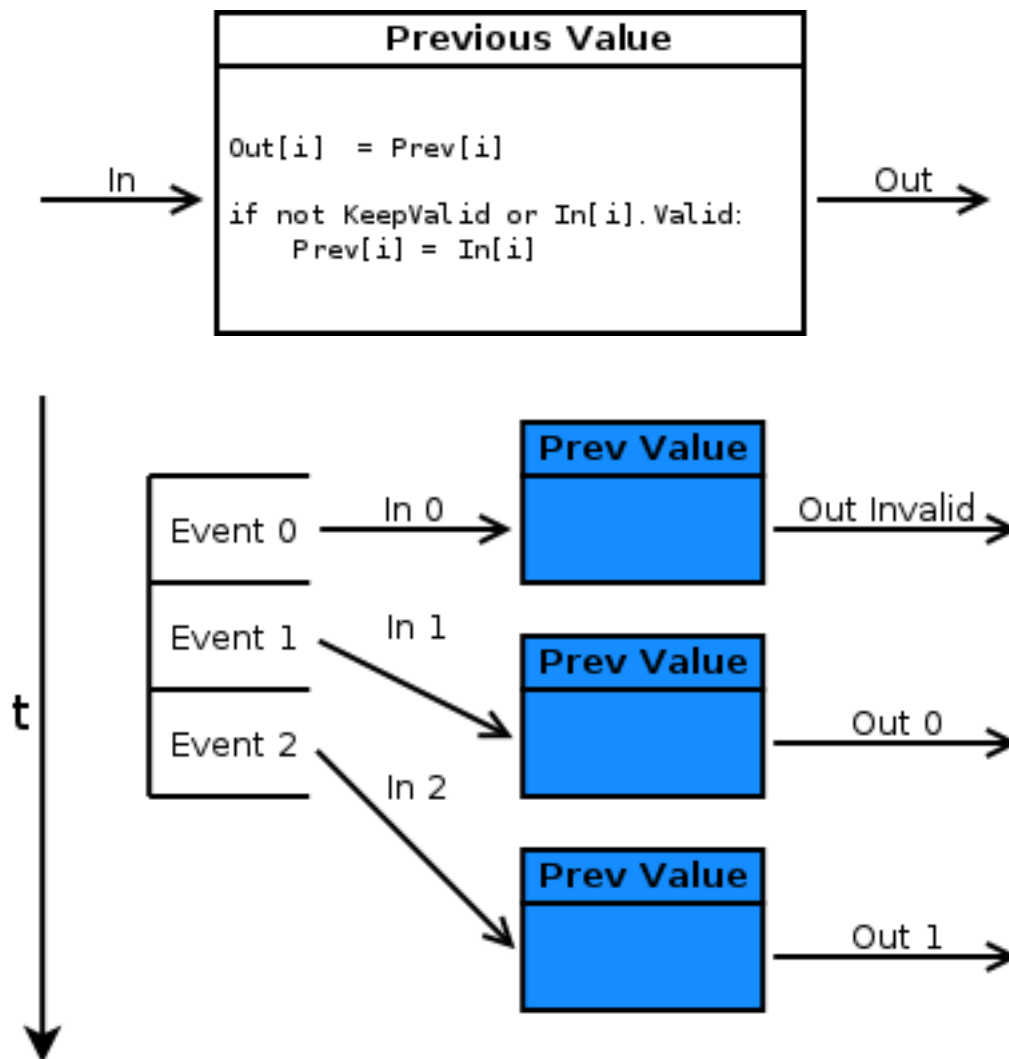 Previous Value
Out[i]  = Prev[i]
In
Out
if not KeepValid or In[i].Valid:
    Prev[i] = In[i]
Prev Value
Event 0
In 0
Out Invalid
Event 1
In 1
Prev Value
t
Event 2
Out 0
In 2
Prev Value
Out 1